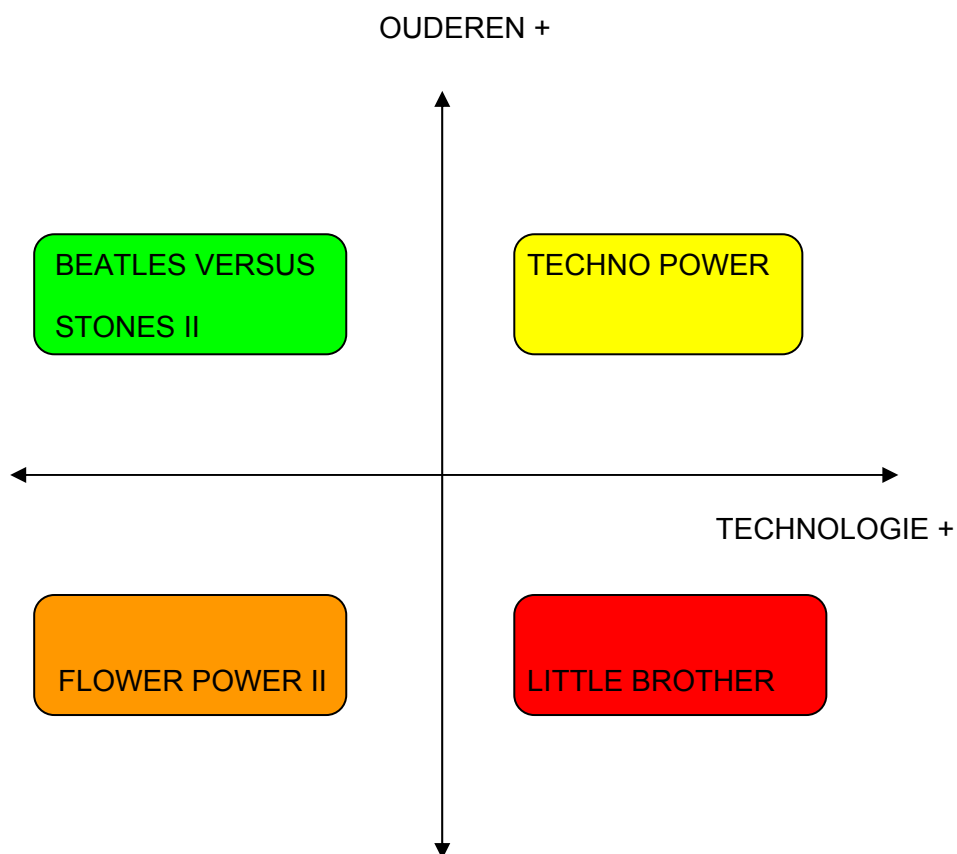 OUDEREN +
BEATLES VERSUS
STONES II
TECHNO POWER
TECHNOLOGIE +
FLOWER POWER II
LITTLE BROTHER